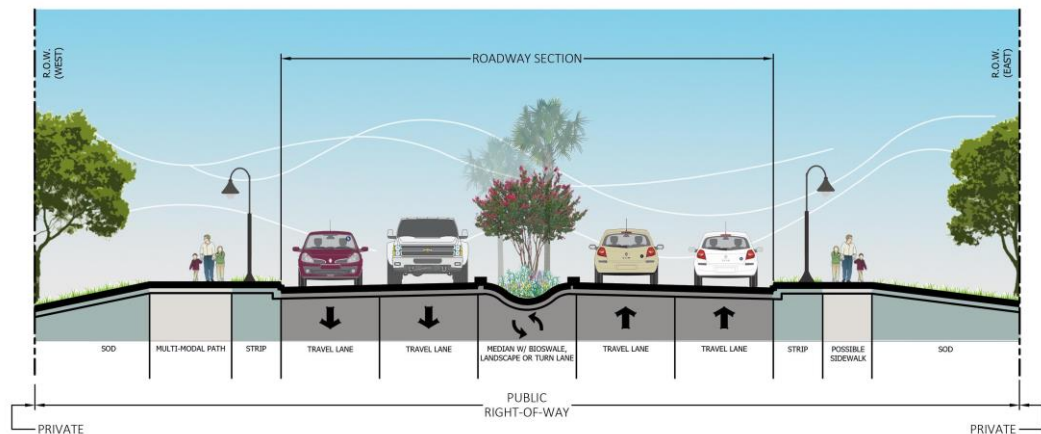 R.O.W.
(WEST)
ROADWAY SECTION
R.O.W.
(EAST)
SOD
MULTI-MODAL PATH
STRIP
TRAVEL LANE
TRAVEL LANE
MEDIAN W/ BIOSWALE,
LANDSCAPE OR TURN LANE
TRAVEL LANE
TRAVEL LANE
STRIP
POSSIBLE
SIDEWALK
SOD
PUBLIC
RIGHT-OF-WAY
PRIVATE
PRIVATE